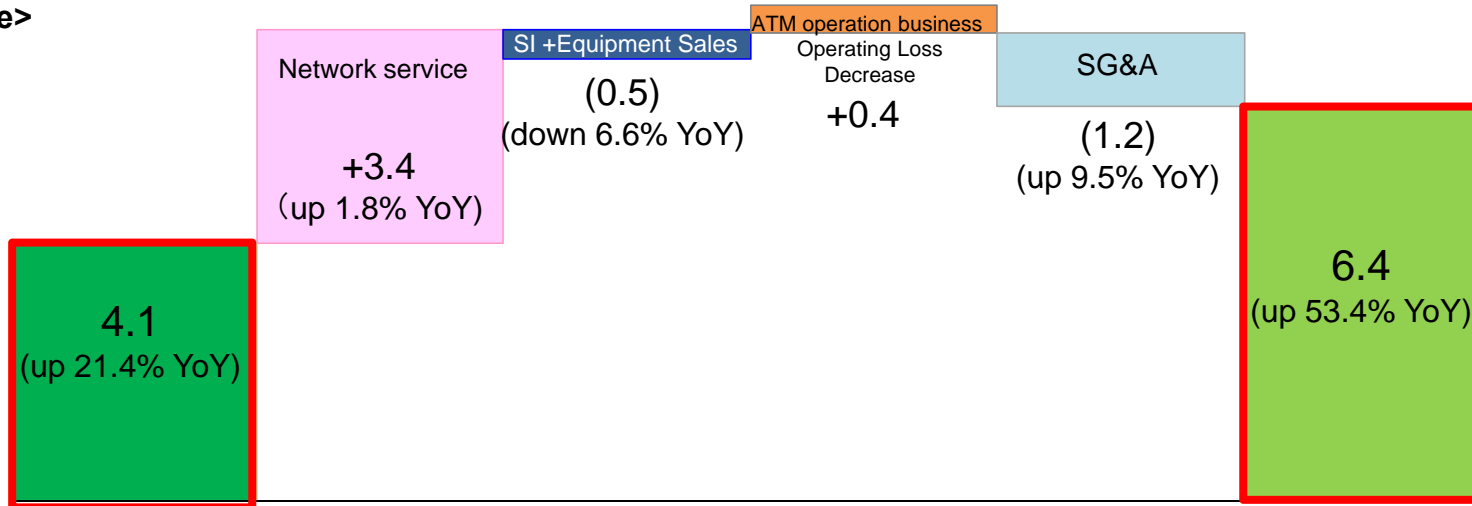 e>
Network service
+3.4
（up 1.8% YoY)
SI +Equipment Sales
(0.5)
(down 6.6% YoY)
ATM operation business
Operating Loss
Decrease
+0.4
SG&A
(1.2)
(up 9.5% YoY)
4.1
(up 21.4% YoY)
6.4
(up 53.4% YoY)